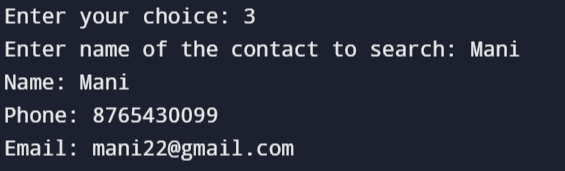 Enter your choice: 3
Enter name of the contact to search: Mani
Name: Mani
Phone: 8765430099
Email: mani22@gmail.com